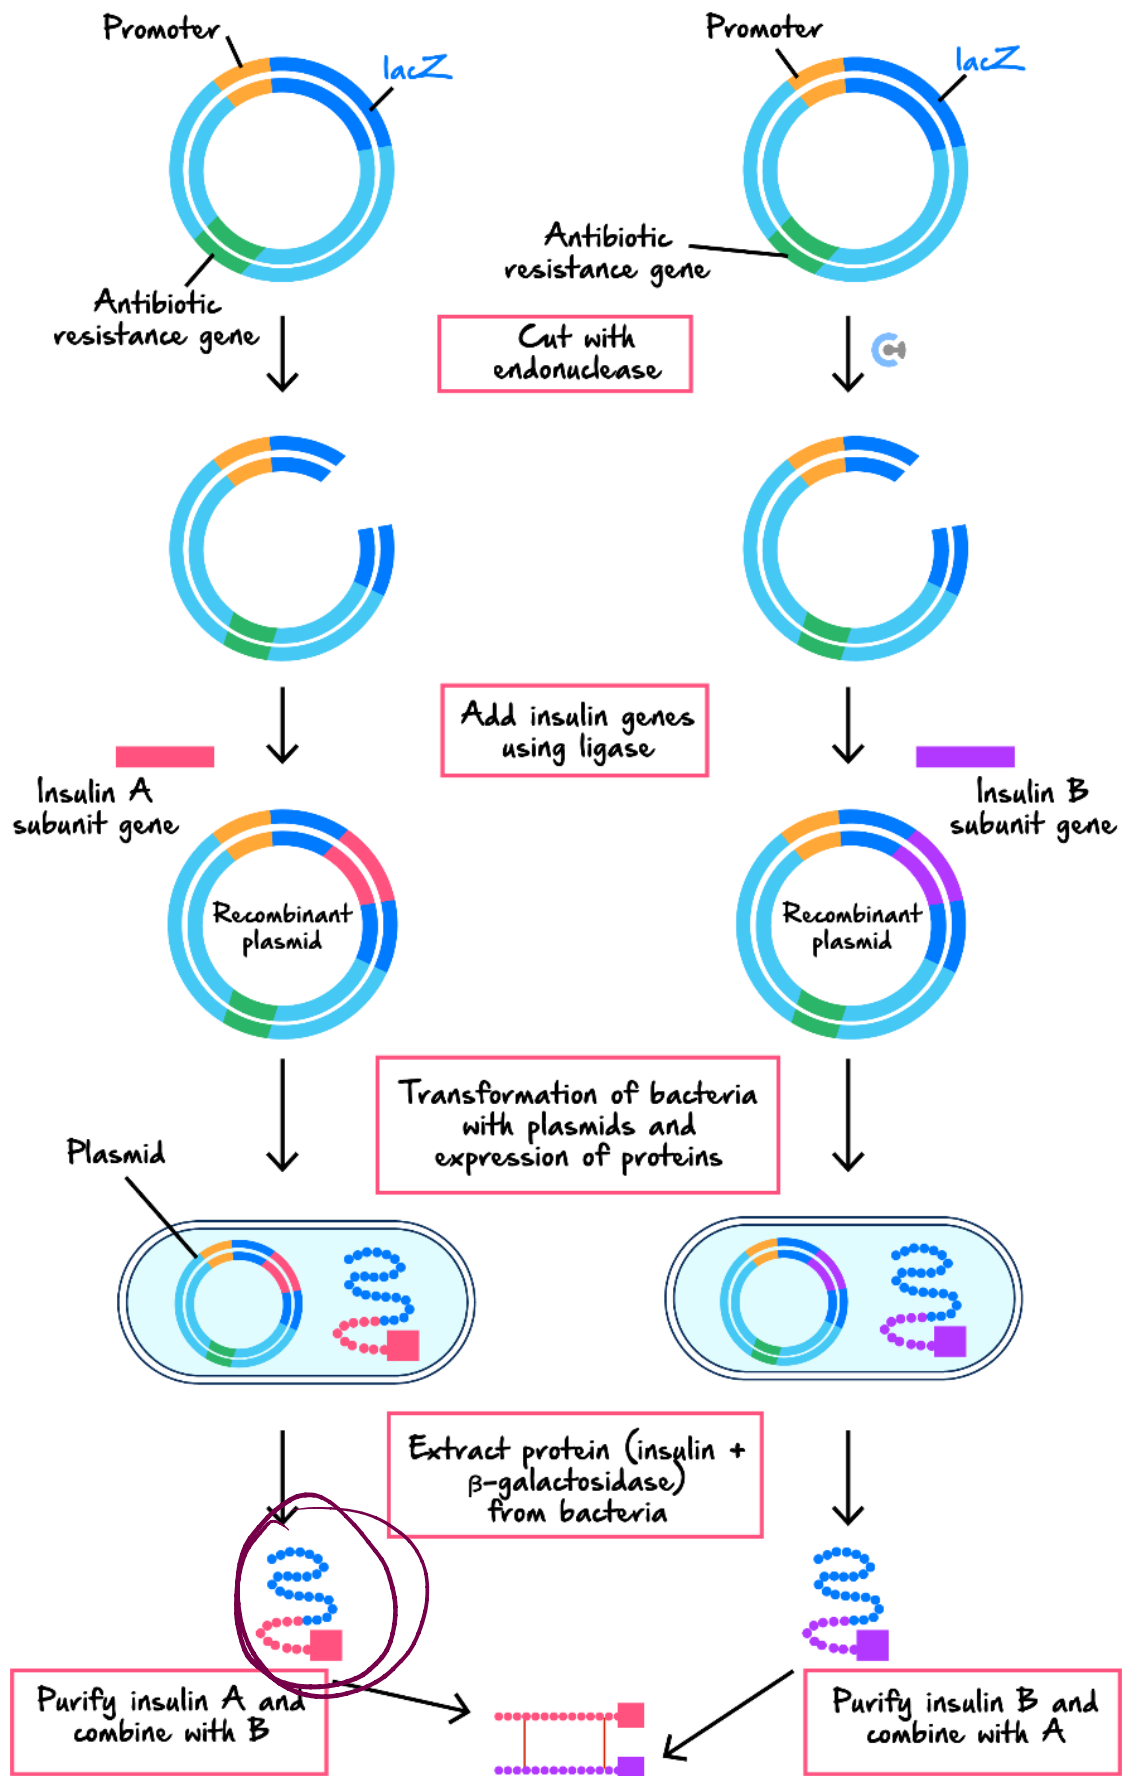 Promoter
lacZ
Promoter
lacZ
Antibiotic
resistance gene
Antibiotic
resistance gene
Cut with
endonuclease
Add insulin genes
using ligase
Insulin A
subunit gene
Insulin B
subunit gene
Recombinant
plasmid
Recombinant
plasmid
Transformation of bacteria
with plasmids and
expression of proteins
Plasmid
Extract protein (insulin +
β-galactosidase)
from bacteria
Purify insulin A and
combine with B
Purify insulin B and
combine with A